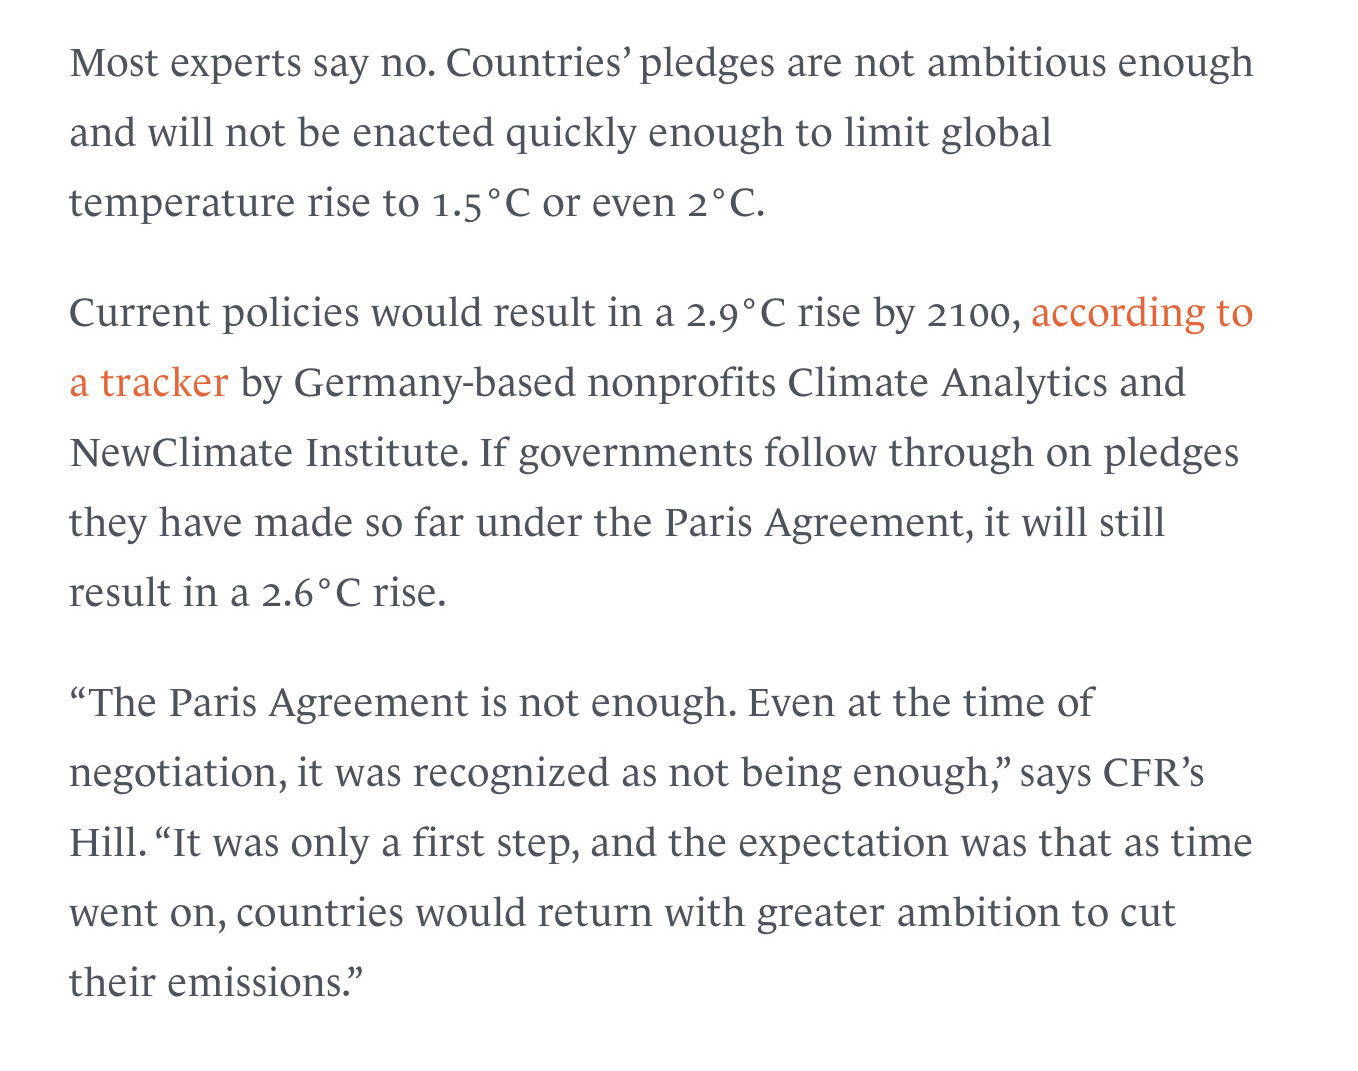 Most experts say no. Countries’ pledges are not ambitious enough
and will not be enacted quickly enough to limit global
temperature rise to 1.5°C or even 2°C.
Current policies would result in a 2.9°C rise by 2100, according to
a tracker by Germany-based nonprofits Climate Analytics and
NewClimate Institute. If governments follow through on pledges
they have made so far under the Paris Agreement, it will still
result in a 2.6°C rise.
“The Paris Agreement is not enough. Even at the time of
negotiation, it was recognized as not being enough,” says CFR’s
Hill. “It was only a first step, and the expectation was that as time
went on, countries would return with greater ambition to cut
their emissions.”